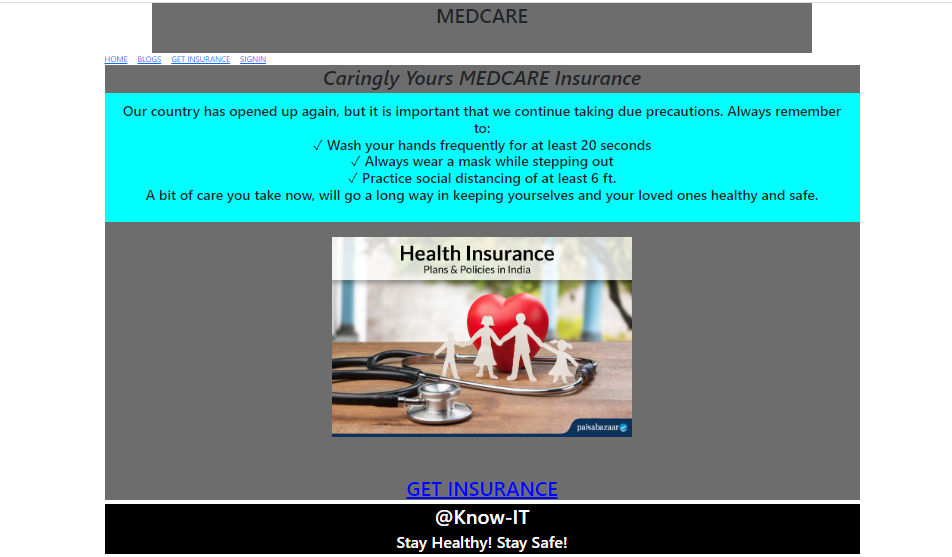 MEDCARE
HOME BLOGS GET INSURANCE SIGNIN
Caringly Yours MEDCARE Insurance
Our country has opened up again, but it is important that we continue taking due precautions. Always remember
to:
✓ Wash your hands frequently for at least 20 seconds
✓ Always wear a mask while stepping out
✓ Practice social distancing of at least 6 ft.
A bit of care you take now, will go a long way in keeping yourselves and your loved ones healthy and safe.
Health Insurance
Plans & Policies in India
paisabazaar
GET INSURANCE
@Know-IT
Stay Healthy! Stay Safe!